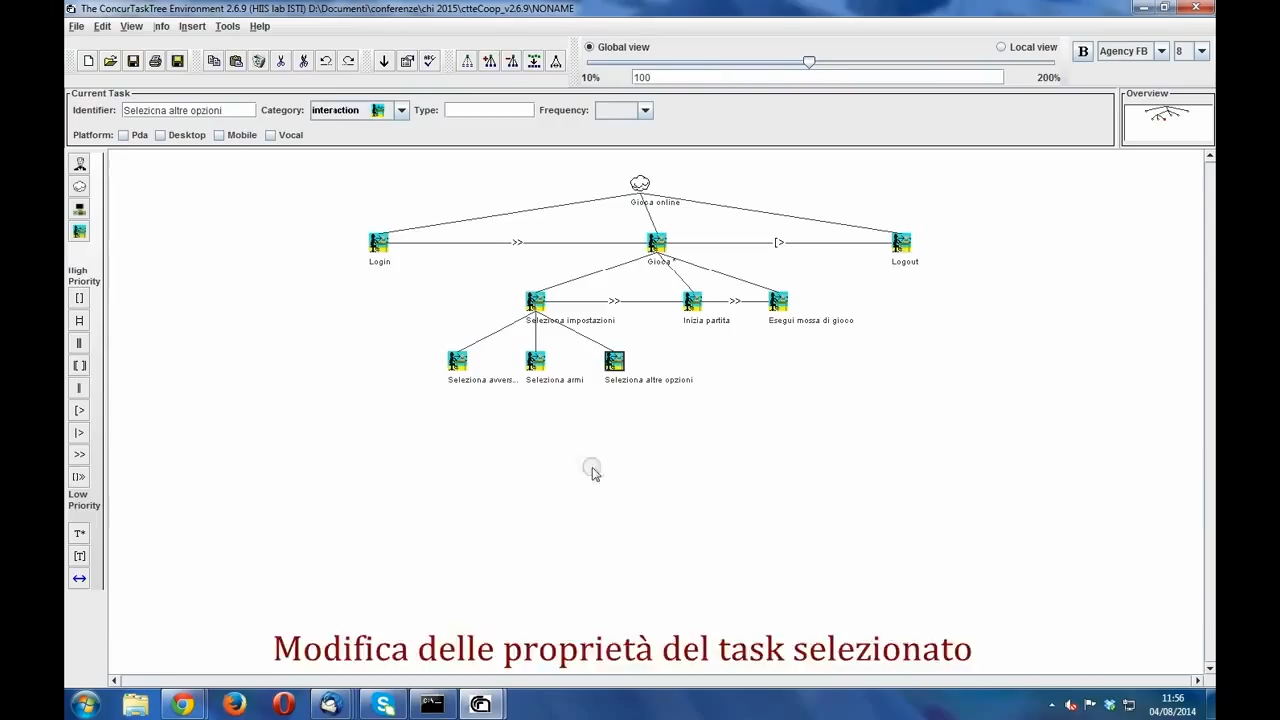 The ConcurTaskTree Environment 2.6.9 (HIIS lab ISTI) D:\Documenti\conferenze\chi 2015\ctteCoop_v2.6.9\NONAME
File Edit View Info Insert Tools Help
Global view Local view
B Agency FB 8
10% 100 200%
Current Task
Overview
Identifier: Seleziona altre opzioni Category: interaction Type: Frequency:
Platform: Pda Desktop Mobile Vocal
Gioca online
Login >> Gioca * [> Logout
High Priority
[]
|=|
|||
|[]|
||
[>
|>
>>
[]>>
Low Priority
T*
[T]
Seleziona impostazioni >> Inizia partita >> Esegui mossa di gioco
Seleziona avvers... Seleziona armi Seleziona altre opzioni
Modifica delle proprietà del task selezionato
11:56
04/08/2014